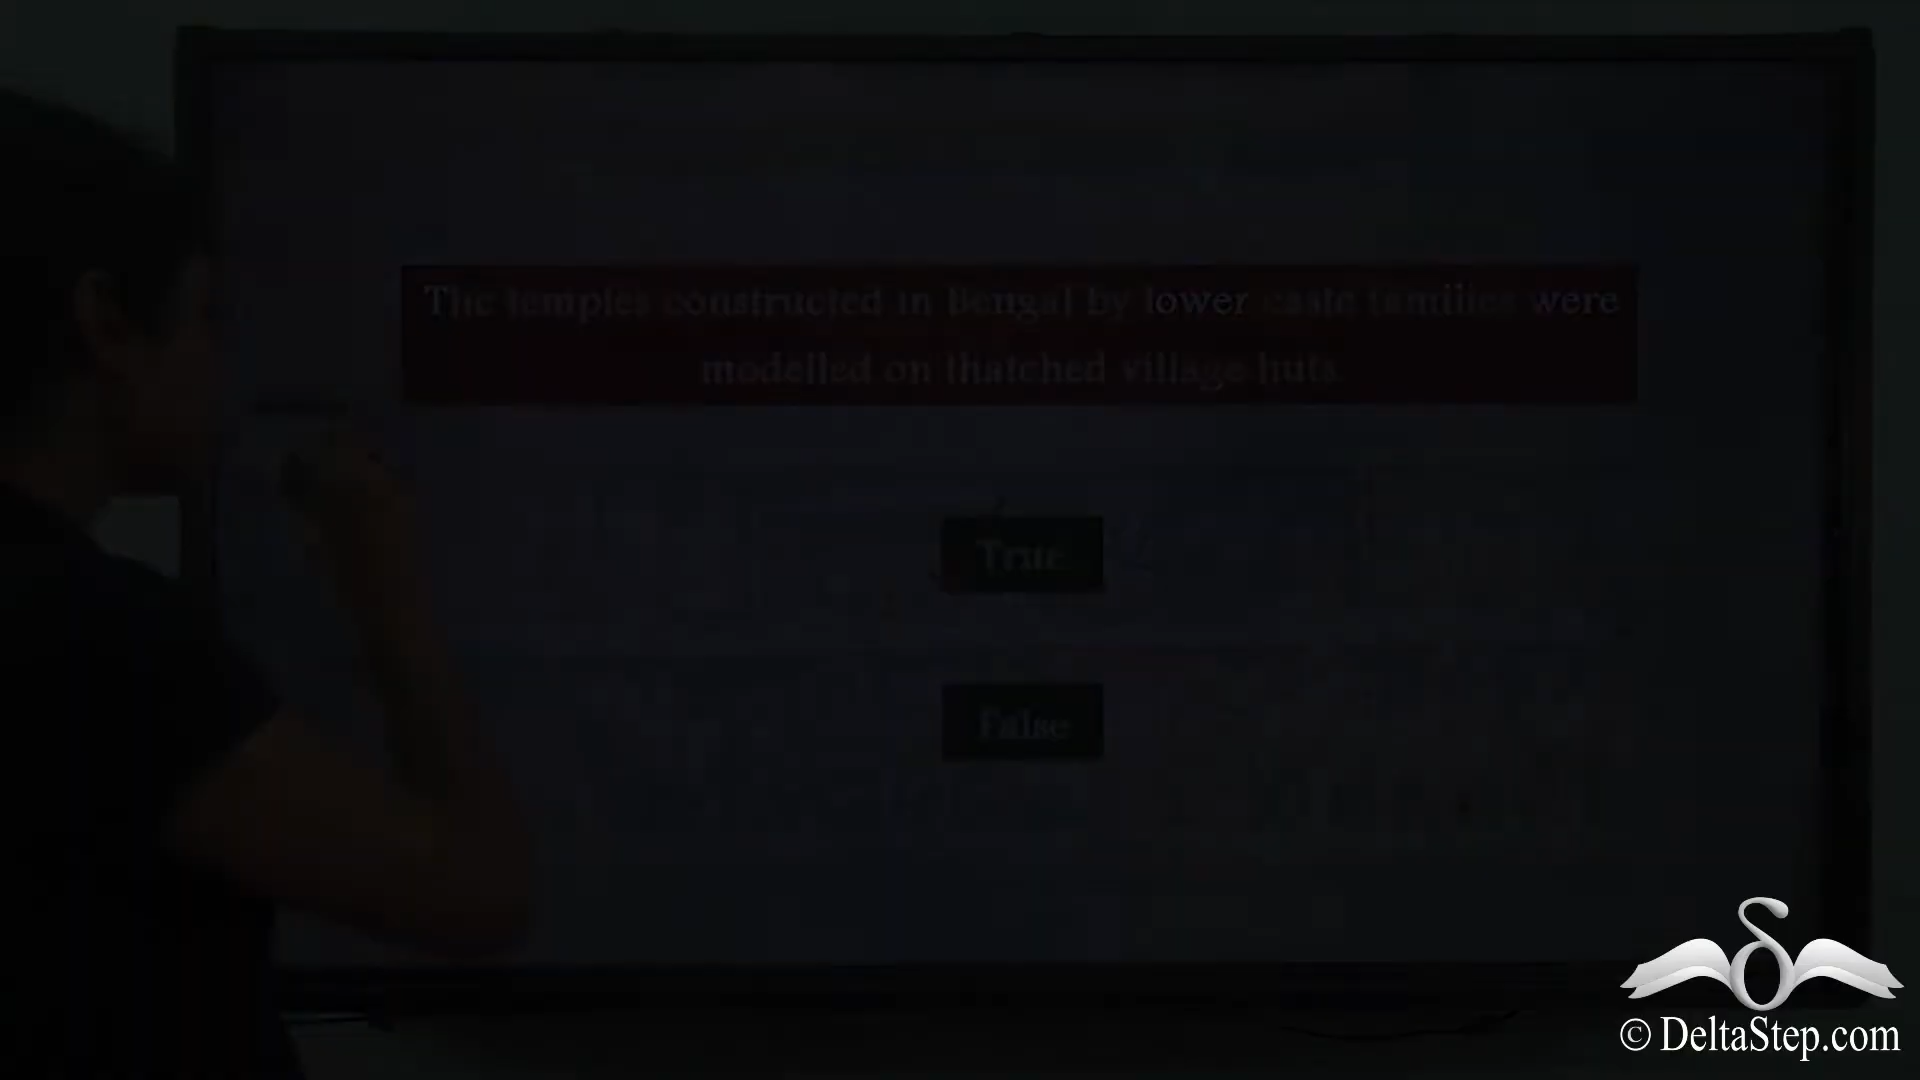 The temples constructed in Bengal by lower caste families were
modelled on thatched village huts.
True
False
© DeltaStep.com